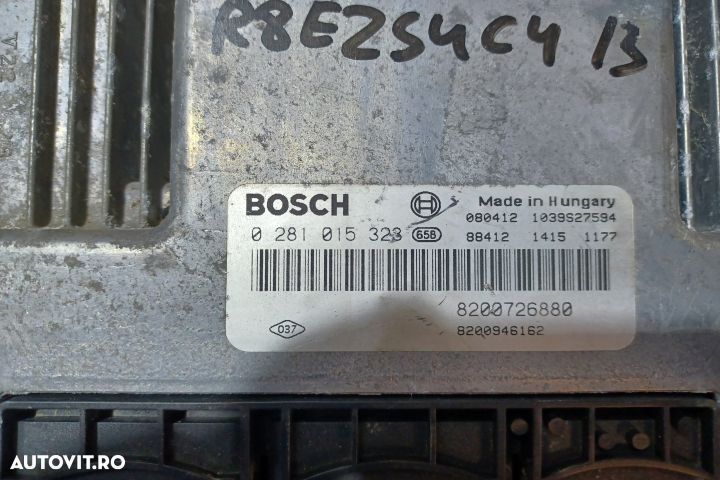 R8EZS4C4 13
BOSCH
Made in Hungary
080412 1039S27594
0 281 015 323 65B 88412 1415 1177
8200726880
037 8200946162
AUTOVIT.RO